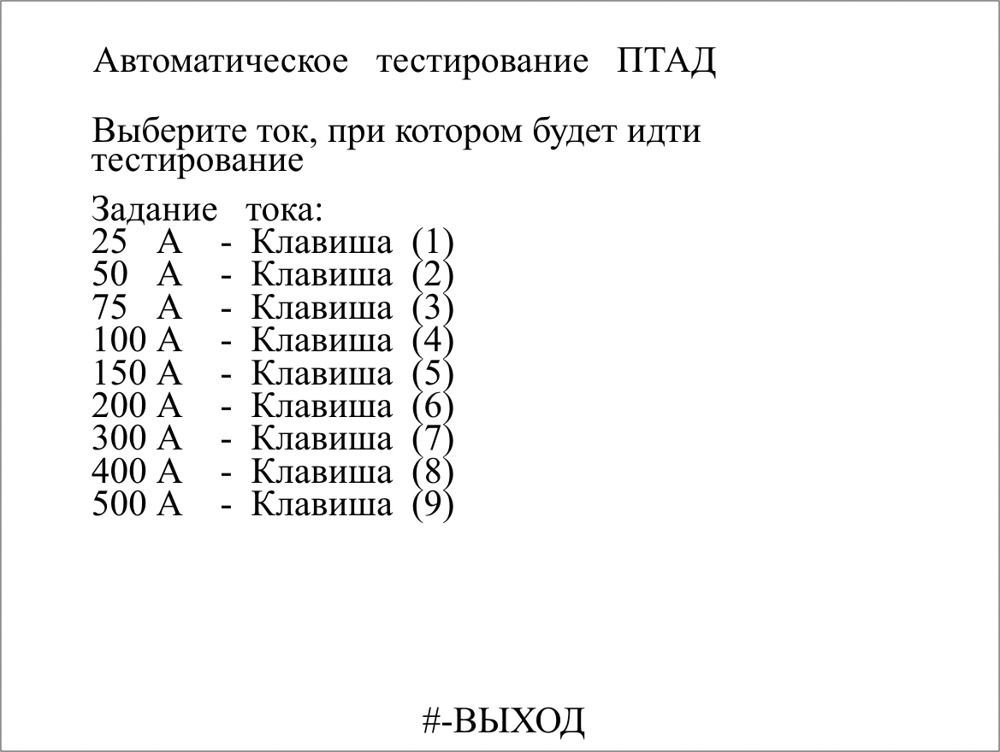 Автоматическое тестирование ПТАД
Выберите ток, при котором будет идти
тестирование
Задание тока:
25 А - Клавиша (1)
50 А - Клавиша (2)
75 А - Клавиша (3)
100 А - Клавиша (4)
150 А - Клавиша (5)
200 А - Клавиша (6)
300 А - Клавиша (7)
400 А - Клавиша (8)
500 А - Клавиша (9)
#-ВЫХОД